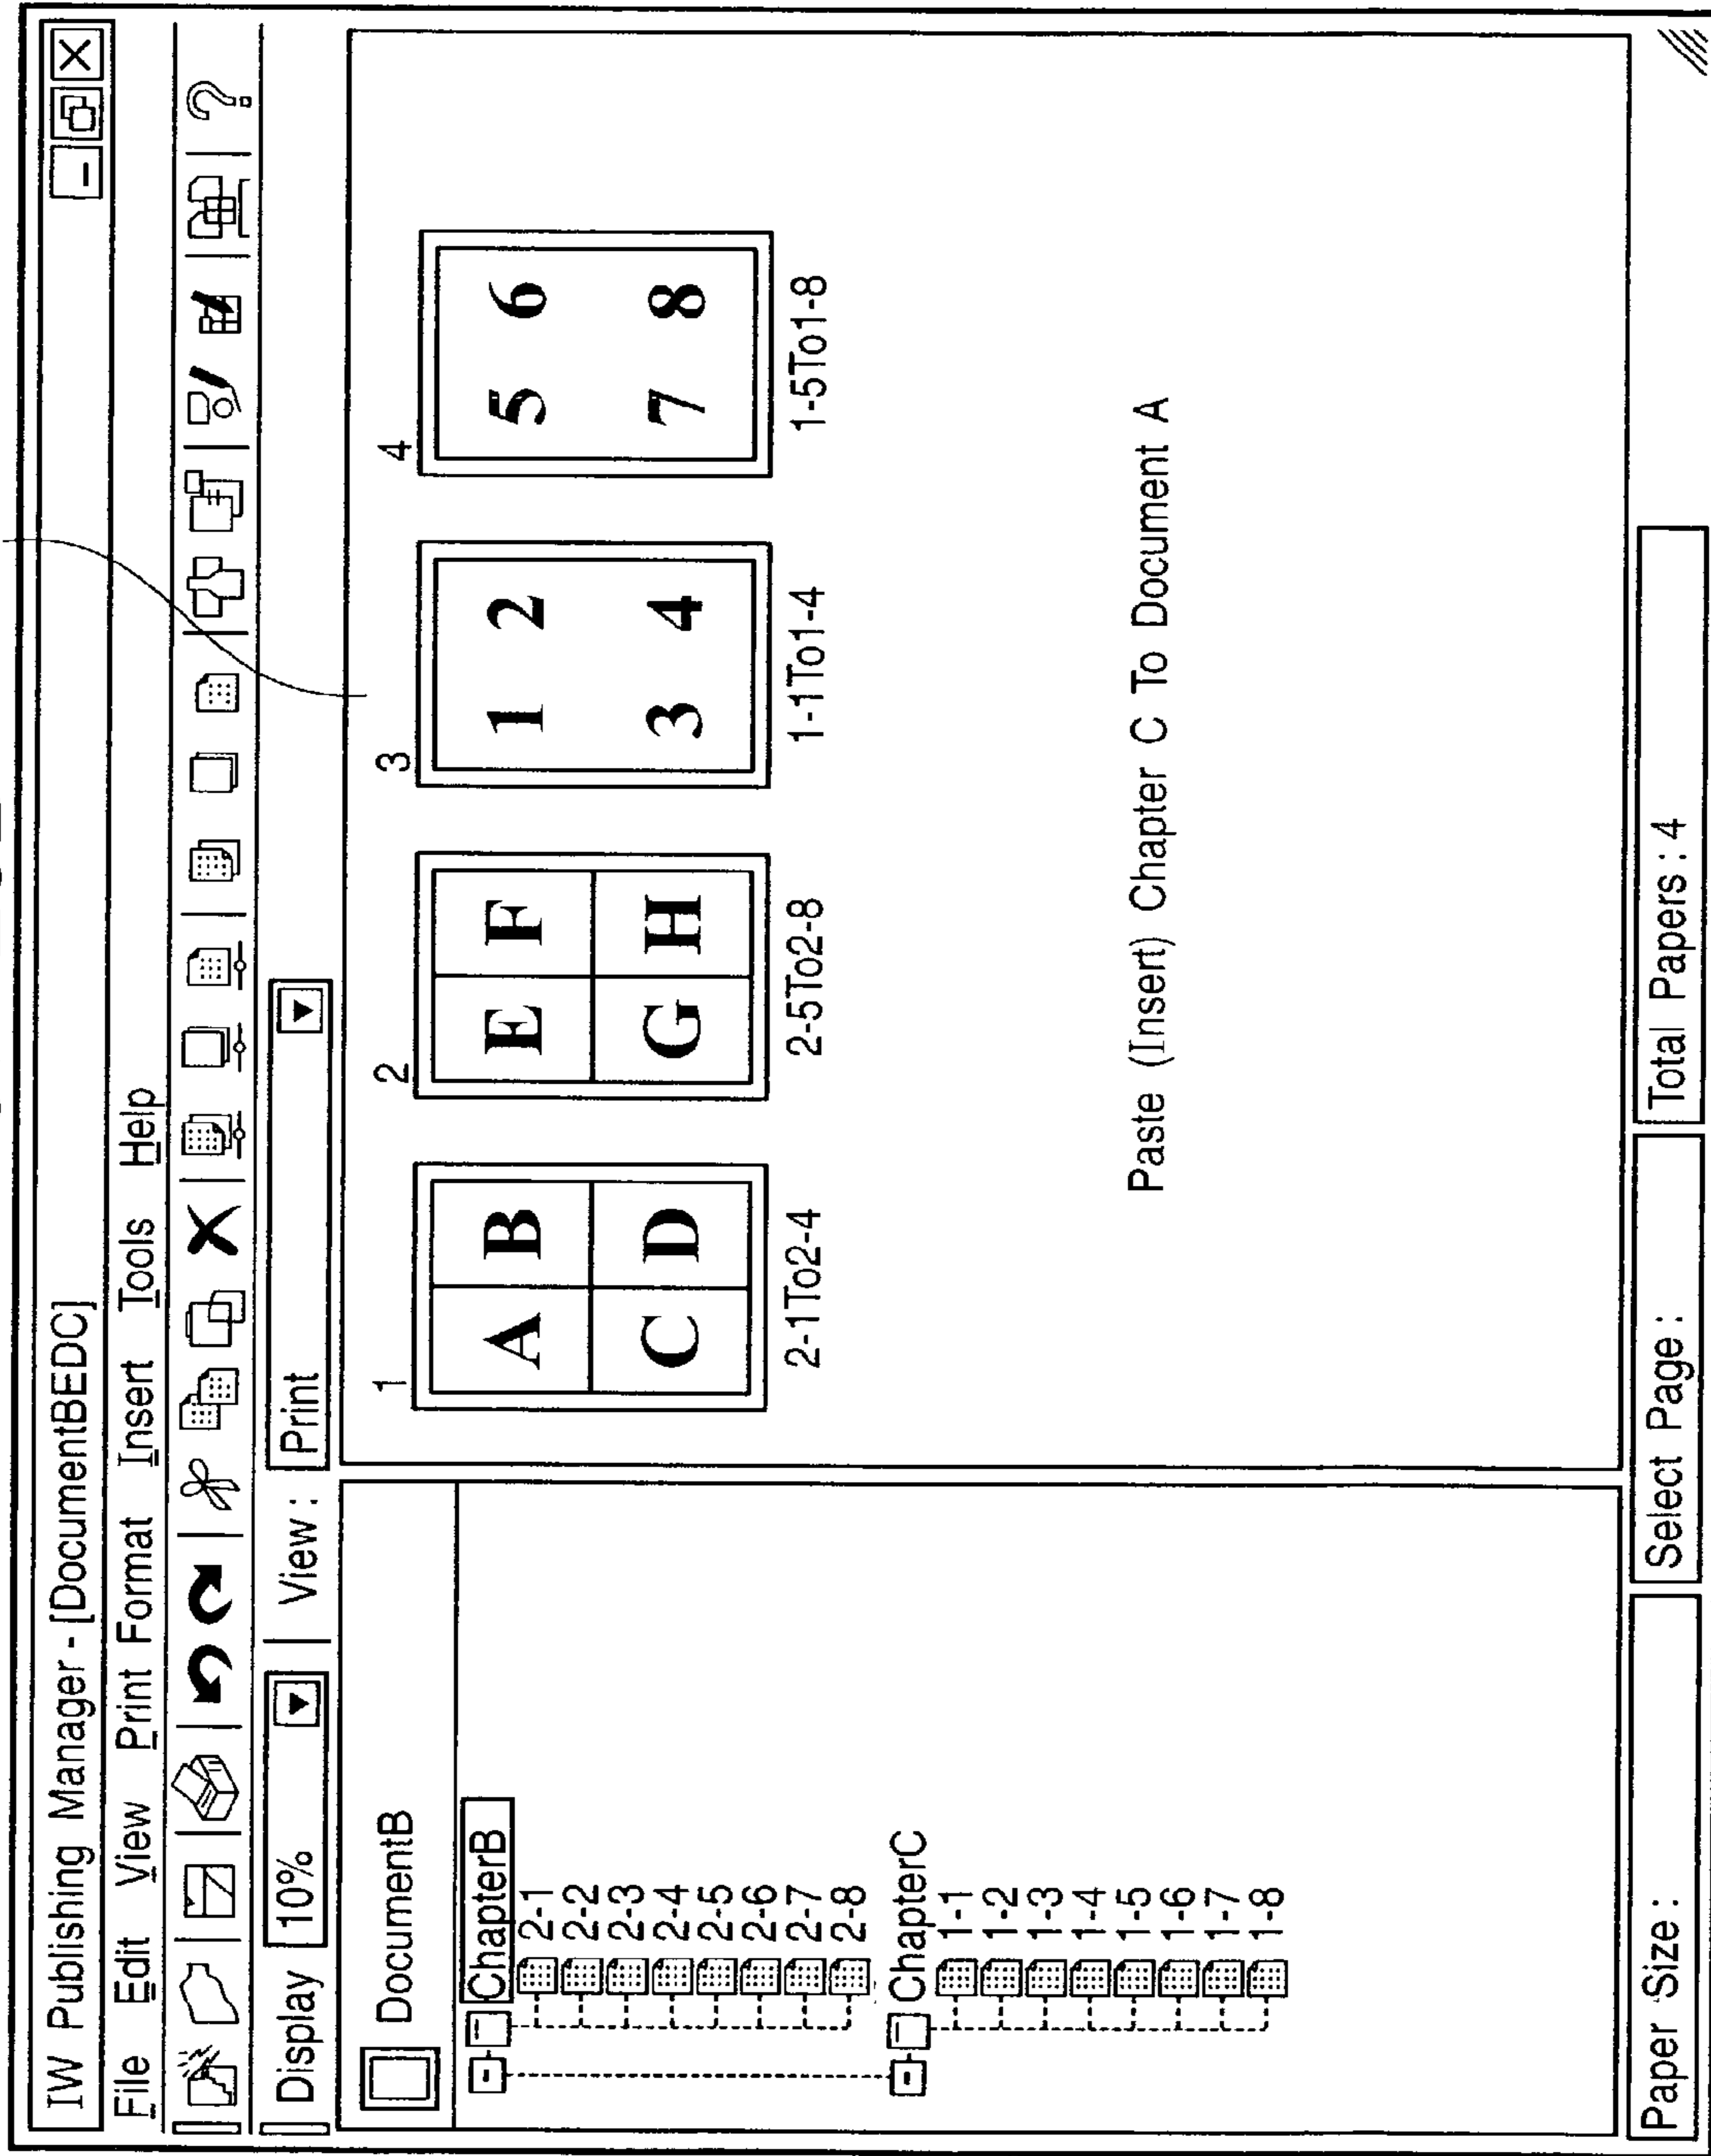 IW Publishing Manager - [DocumentBEDC]
File Edit View Print Format Insert Tools Help
Display 10% View : Print
DocumentB
ChapterB
2-1
2-2
2-3
2-4
2-5
2-6
2-7
2-8
ChapterC
1-1
1-2
1-3
1-4
1-5
1-6
1-7
1-8
1
A B
C D
2-1To2-4
2
E F
G H
2-5To2-8
3
1 2
3 4
1-1To1-4
4
5 6
7 8
1-5To1-8
Paste (Insert) Chapter C To Document A
Paper Size : Select Page : Total Papers : 4